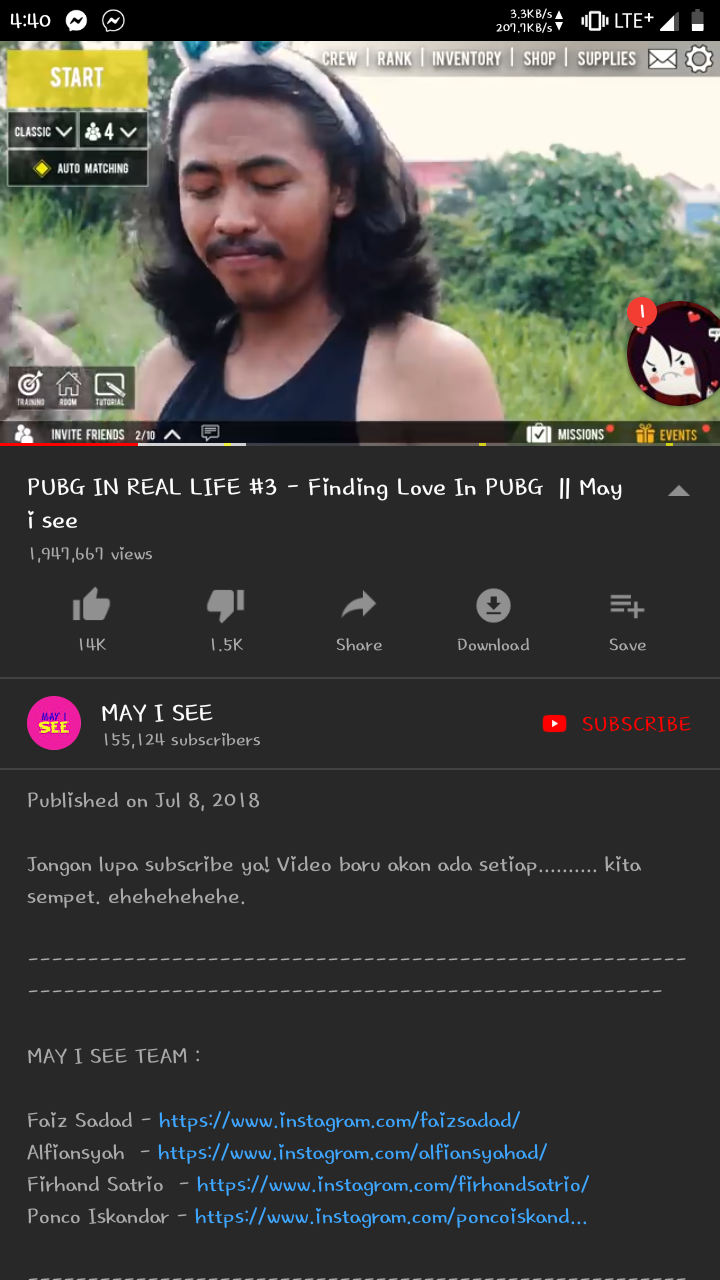 4:40
3.3KB/s
207.7KB/s
LTE+
START
CREW | RANK | INVENTORY | SHOP | SUPPLIES
CLASSIC
4
AUTO MATCHING
1
TRAINING
ROOM
TUTORIAL
INVITE FRIENDS 2/10
MISSIONS
EVENTS
PUBG IN REAL LIFE #3 - Finding Love In PUBG || May
i see
1,947,667 views
14K
1.5K
Share
Download
Save
MAY I
SEE
MAY I SEE
155,124 subscribers
SUBSCRIBE
Published on Jul 8, 2018
Jangan lupa subscribe ya! Video baru akan ada setiap.......... kita
sempet. ehehehehehe.
-------------------------------------------------------
-----------------------------------------------------
MAY I SEE TEAM :
Faiz Sadad - https://www.instagram.com/faizsadad/
Alfiansyah - https://www.instagram.com/alfiansyahad/
Firhand Satrio - https://www.instagram.com/firhandsatrio/
Ponco Iskandar - https://www.instagram.com/poncoiskand...